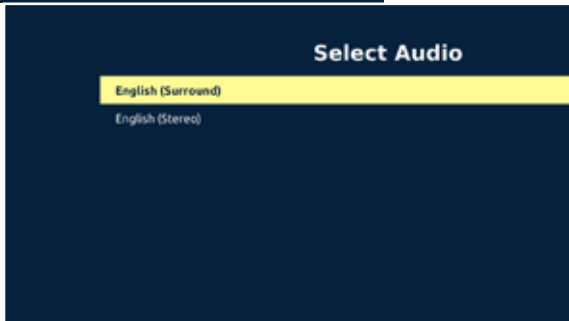 Select Audio
English (Surround)
English (Stereo)